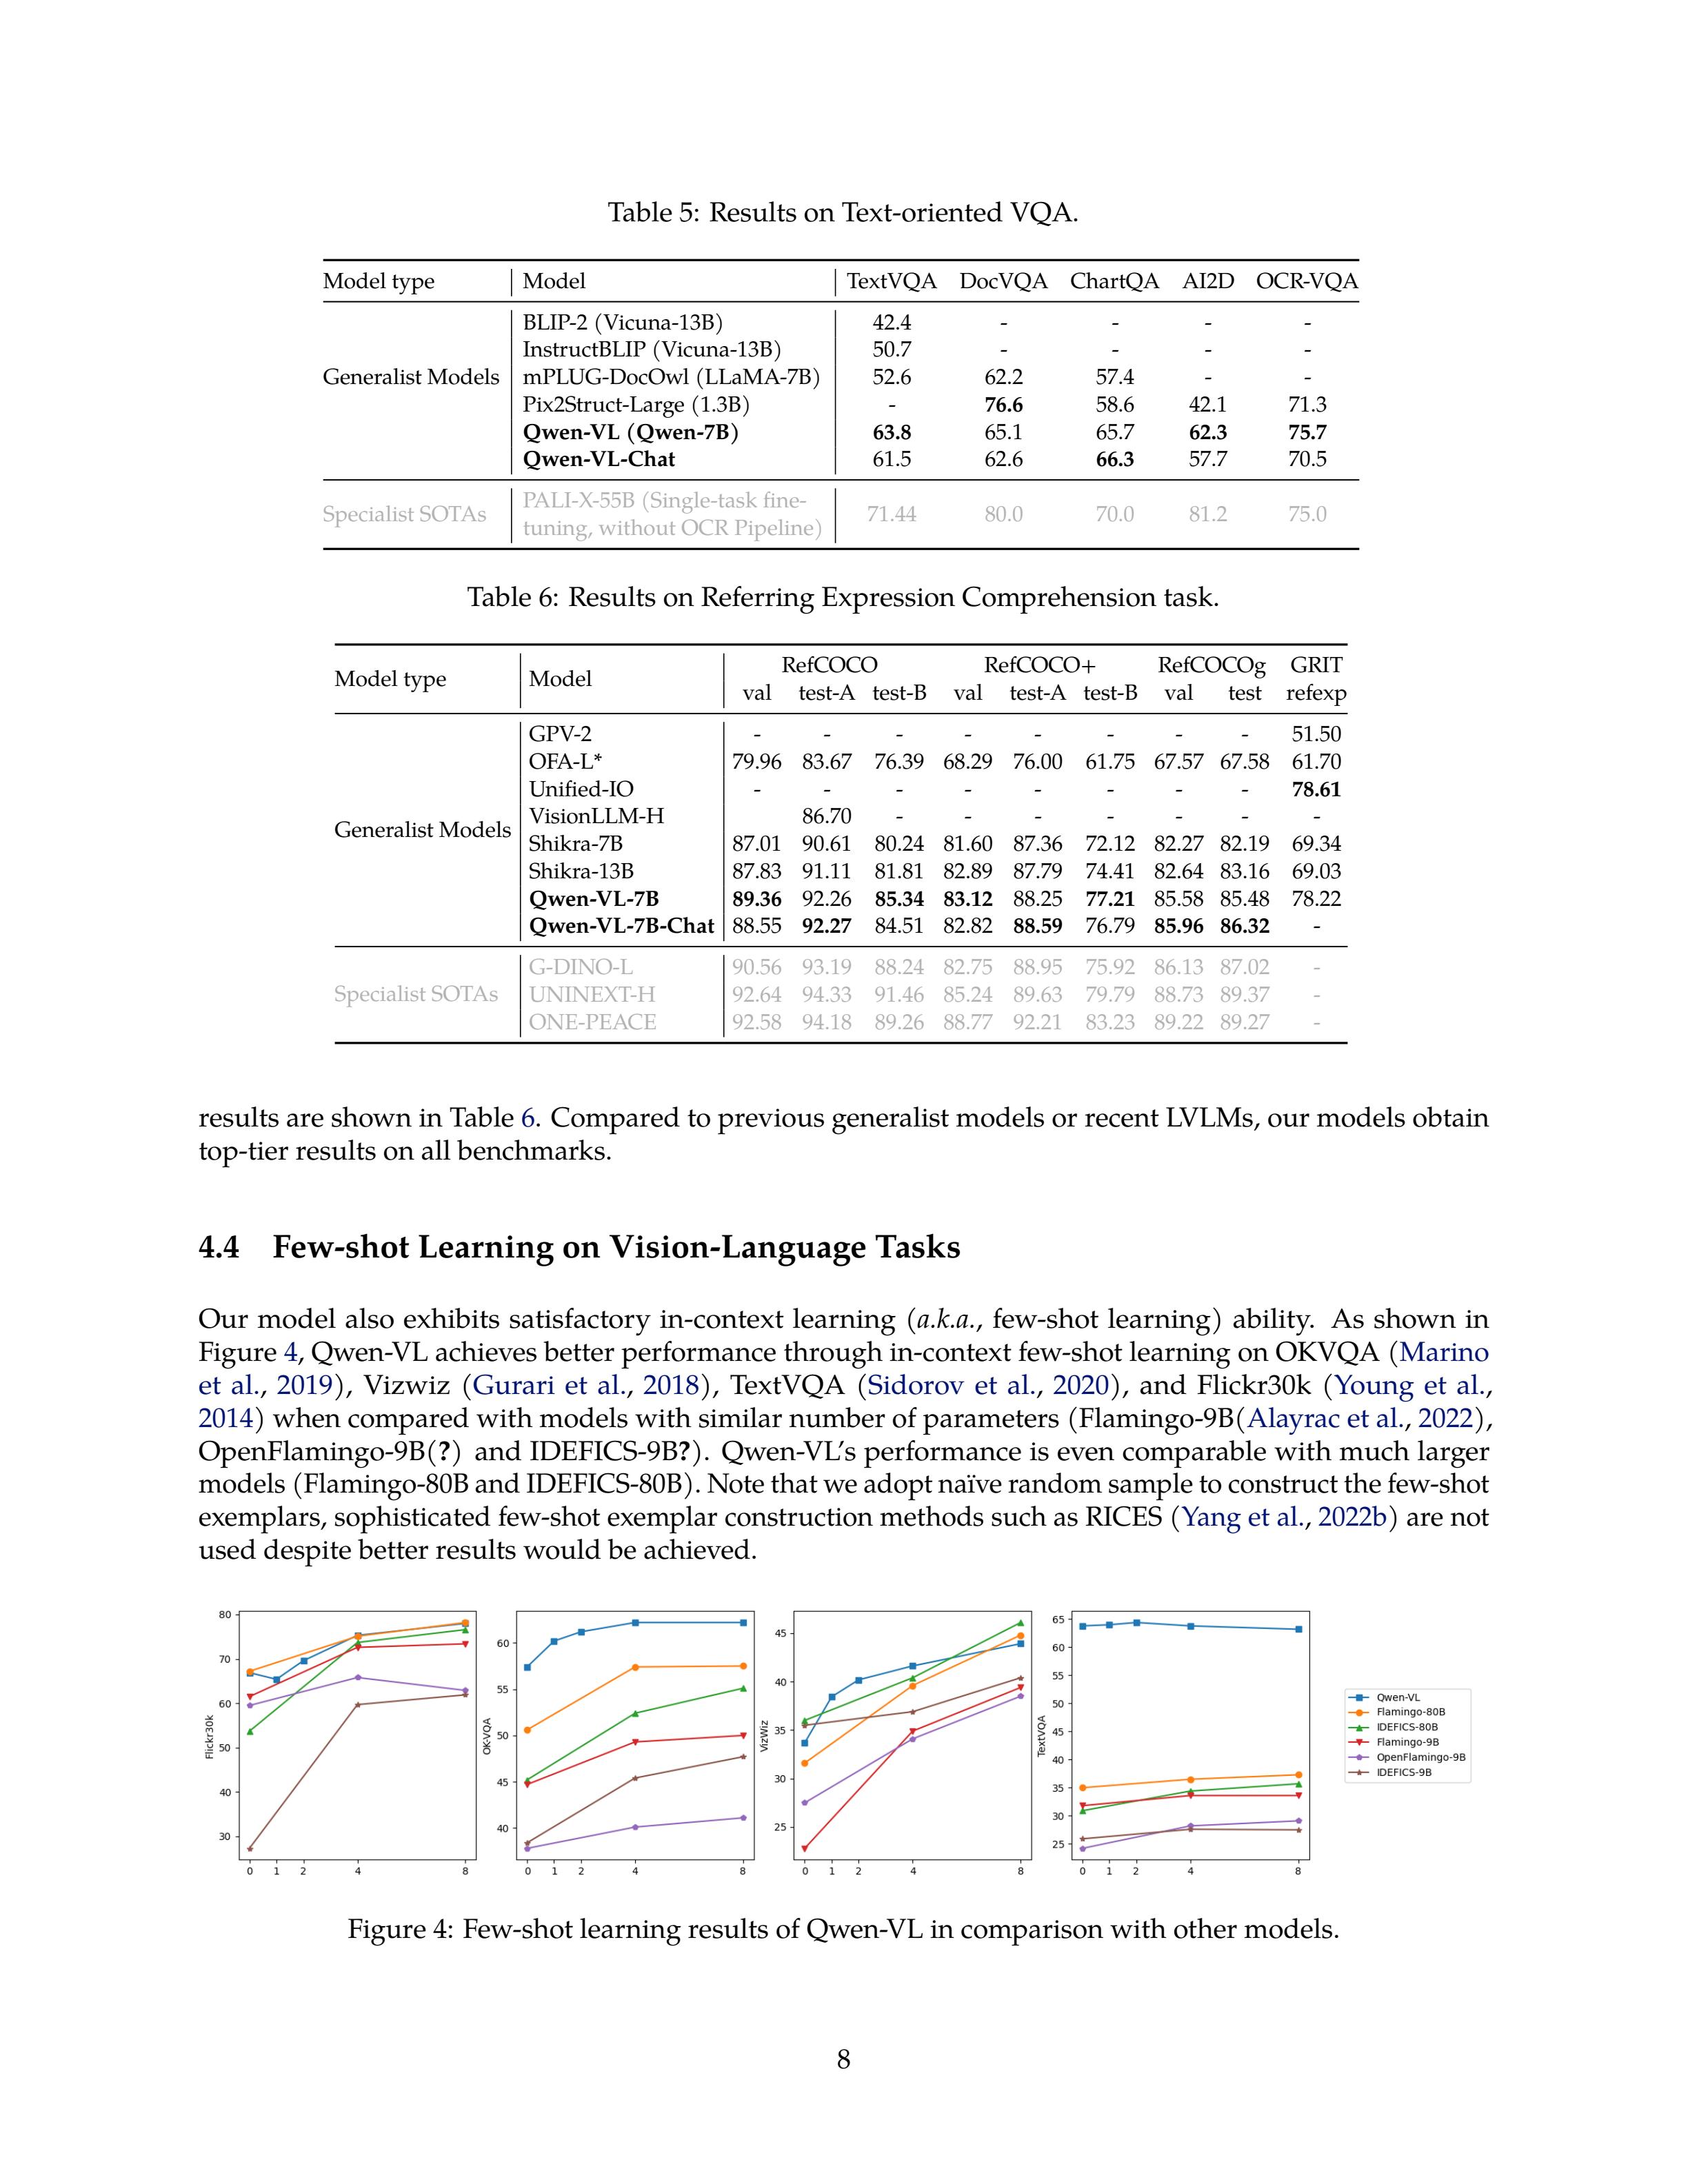 Table 5: Results on Text-oriented VQA.
Model type Model TextVQA DocVQA ChartQA AI2D OCR-VQA
BLIP-2 (Vicuna-13B) 42.4 - - - -
InstructBLIP (Vicuna-13B) 50.7 - - - -
Generalist Models mPLUG-DocOwl (LLaMA-7B) 52.6 62.2 57.4 - -
Pix2Struct-Large (1.3B) - 76.6 58.6 42.1 71.3
Qwen-VL (Qwen-7B) 63.8 65.1 65.7 62.3 75.7
Qwen-VL-Chat 61.5 62.6 66.3 57.7 70.5
Specialist SOTAs PALI-X-55B (Single-task fine-
tuning, without OCR Pipeline) 71.44 80.0 70.0 81.2 75.0
Table 6: Results on Referring Expression Comprehension task.
Model type Model RefCOCO RefCOCO+ RefCOCOg GRIT
val test-A test-B val test-A test-B val test refexp
GPV-2 - - - - - - - - 51.50
OFA-L* 79.96 83.67 76.39 68.29 76.00 61.75 67.57 67.58 61.70
Unified-IO - - - - - - - - 78.61
VisionLLM-H 86.70 - - - - - - -
Generalist Models
Shikra-7B 87.01 90.61 80.24 81.60 87.36 72.12 82.27 82.19 69.34
Shikra-13B 87.83 91.11 81.81 82.89 87.79 74.41 82.64 83.16 69.03
Qwen-VL-7B 89.36 92.26 85.34 83.12 88.25 77.21 85.58 85.48 78.22
Qwen-VL-7B-Chat 88.55 92.27 84.51 82.82 88.59 76.79 85.96 86.32 -
G-DINO-L 90.56 93.19 88.24 82.75 88.95 75.92 86.13 87.02 -
Specialist SOTAs UNINEXT-H 92.64 94.33 91.46 85.24 89.63 79.79 88.73 89.37 -
ONE-PEACE 92.58 94.18 89.26 88.77 92.21 83.23 89.22 89.27 -
results are shown in Table 6. Compared to previous generalist models or recent LVLMs, our models obtain
top-tier results on all benchmarks.
4.4 Few-shot Learning on Vision-Language Tasks
Our model also exhibits satisfactory in-context learning (a.k.a., few-shot learning) ability. As shown in
Figure 4, Qwen-VL achieves better performance through in-context few-shot learning on OKVQA (Marino
et al., 2019), Vizwiz (Gurari et al., 2018), TextVQA (Sidorov et al., 2020), and Flickr30k (Young et al.,
2014) when compared with models with similar number of parameters (Flamingo-9B(Alayrac et al., 2022),
OpenFlamingo-9B(?) and IDEFICS-9B?). Qwen-VL's performance is even comparable with much larger
models (Flamingo-80B and IDEFICS-80B). Note that we adopt naïve random sample to construct the few-shot
exemplars, sophisticated few-shot exemplar construction methods such as RICES (Yang et al., 2022b) are not
used despite better results would be achieved.
Flickr30k
80
70
60
50
40
30
0 1 2 4 8
OK-VQA
60
55
50
45
40
0 1 2 4 8
VizWiz
45
40
35
30
25
0 1 2 4 8
TextVQA
65
60
55
50
45
40
35
30
25
0 1 2 4 8
Qwen-VL
Flamingo-80B
IDEFICS-80B
Flamingo-9B
OpenFlamingo-9B
IDEFICS-9B
Figure 4: Few-shot learning results of Qwen-VL in comparison with other models.
8